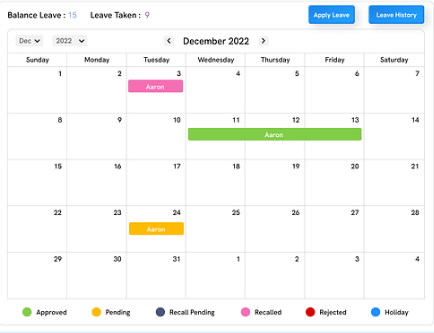 Balance Leave : 15 Leave Taken : 9 Apply Leave Leave History
Dec 2022 < December 2022 >
Sunday Monday Tuesday Wednesday Thursday Friday Saturday
1 2 3 4 5 6 7
Aaron
8 9 10 11 12 13 14
Aaron
15 16 17 18 19 20 21
22 23 24 25 26 27 28
Aaron
29 30 31 1 2 3 4
Approved Pending Recall Pending Recalled Rejected Holiday